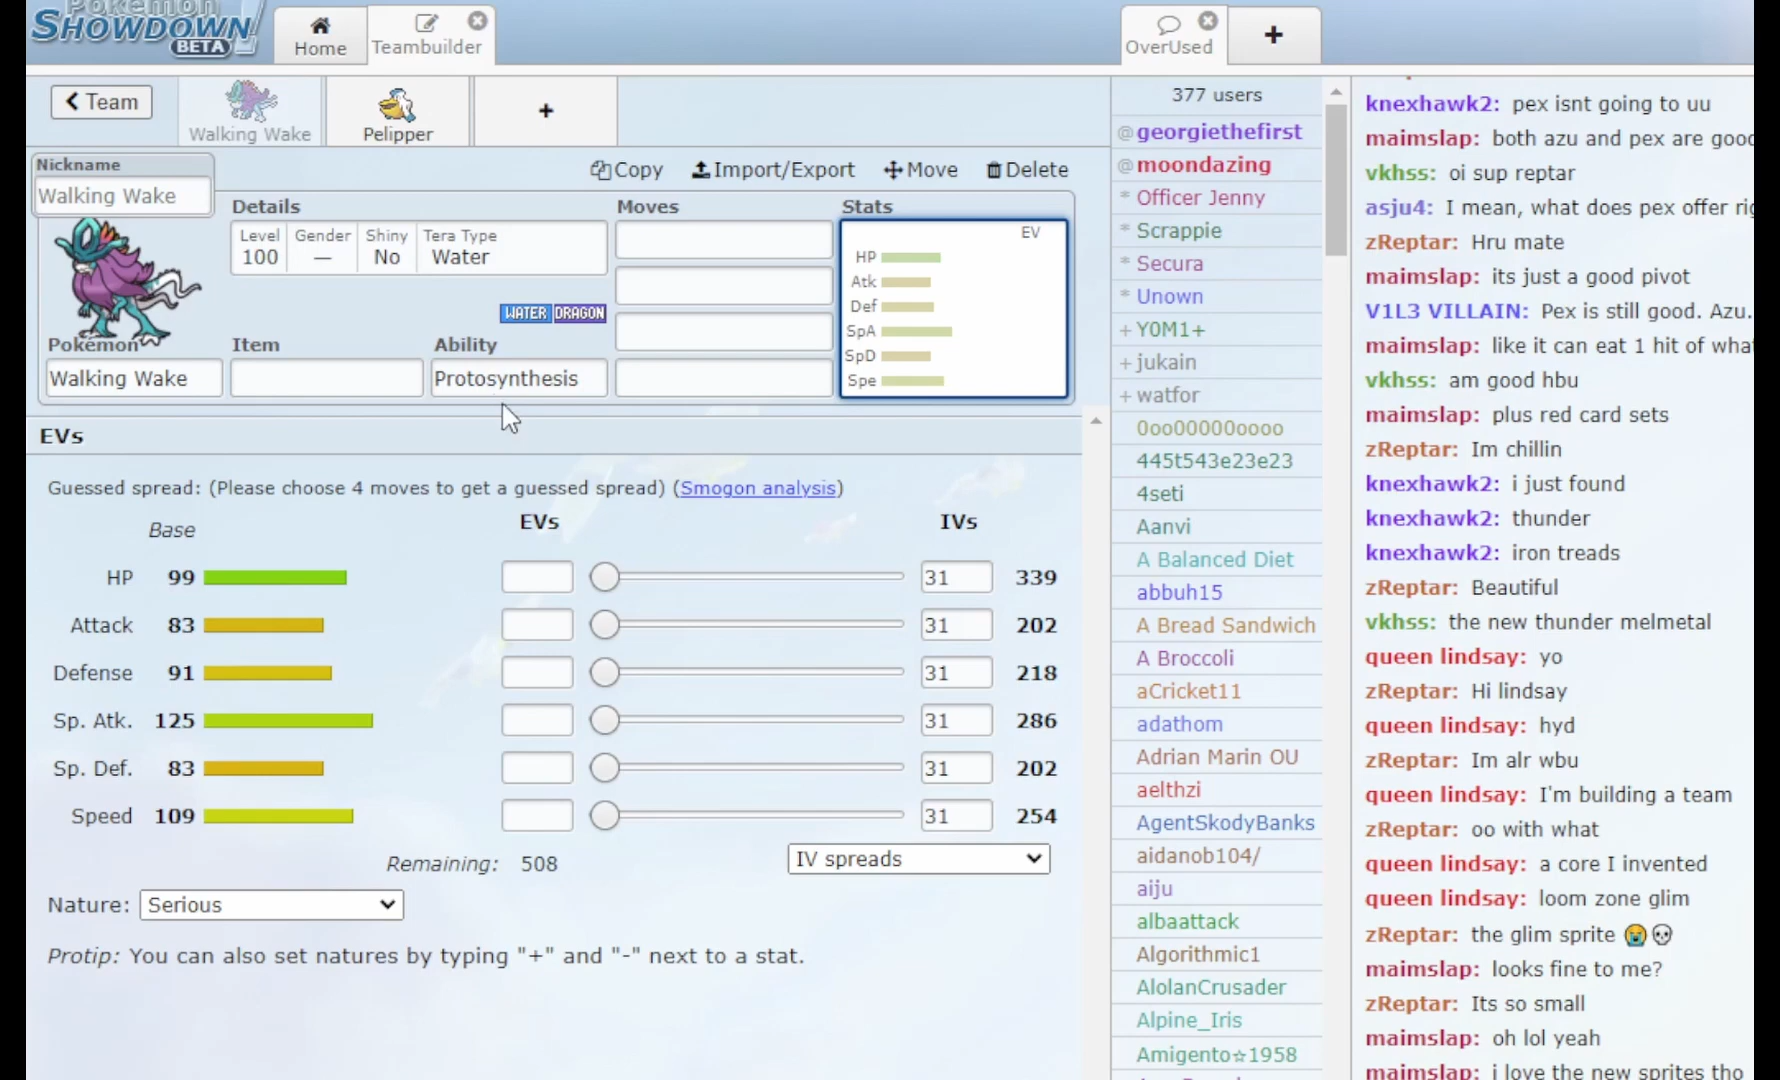 Pokémon
SHOWDOWN!
BETA
Home
Teambuilder
OverUsed
+
Team
Walking Wake
Pelipper
+
Nickname
Walking Wake
Copy
Import/Export
Move
Delete
Details
Moves
Stats
Level
100
Gender
—
Shiny
No
Tera Type
Water
WATER DRAGON
Pokémon
Walking Wake
Item
Ability
Protosynthesis
EV
HP
Atk
Def
SpA
SpD
Spe
EVs
Guessed spread: (Please choose 4 moves to get a guessed spread) (Smogon analysis)
Base EVs IVs
HP 99 31 339
Attack 83 31 202
Defense 91 31 218
Sp. Atk. 125 31 286
Sp. Def. 83 31 202
Speed 109 31 254
Remaining: 508
IV spreads
Nature: Serious
Protip: You can also set natures by typing "+" and "-" next to a stat.
377 users
@georgiethefirst
@moondazing
* Officer Jenny
* Scrappie
* Secura
* Unown
+Y0M1+
+jukain
+watfor
0oo00000oooo
445t543e23e23
4seti
Aanvi
A Balanced Diet
abbuh15
A Bread Sandwich
A Broccoli
aCricket11
adathom
Adrian Marin OU
aelthzi
AgentSkodyBanks
aidanob104/
aiju
albaattack
Algorithmic1
AlolanCrusader
Alpine_Iris
Amigento☆1958
knexhawk2: pex isnt going to uu
maimslap: both azu and pex are good
vkhss: oi sup reptar
asju4: I mean, what does pex offer
zReptar: Hru mate
maimslap: its just a good pivot
V1L3 VILLAIN: Pex is still good. Azu.
maimslap: like it can eat 1 hit of
vkhss: am good hbu
maimslap: plus red card sets
zReptar: Im chillin
knexhawk2: i just found
knexhawk2: thunder
knexhawk2: iron treads
zReptar: Beautiful
vkhss: the new thunder melmetal
queen lindsay: yo
zReptar: Hi lindsay
queen lindsay: hyd
zReptar: Im alr wbu
queen lindsay: I'm building a team
zReptar: oo with what
queen lindsay: a core I invented
queen lindsay: loom zone glim
zReptar: the glim sprite 😭💀
maimslap: looks fine to me?
zReptar: Its so small
maimslap: oh lol yeah
maimslap: i love the new sprites tho